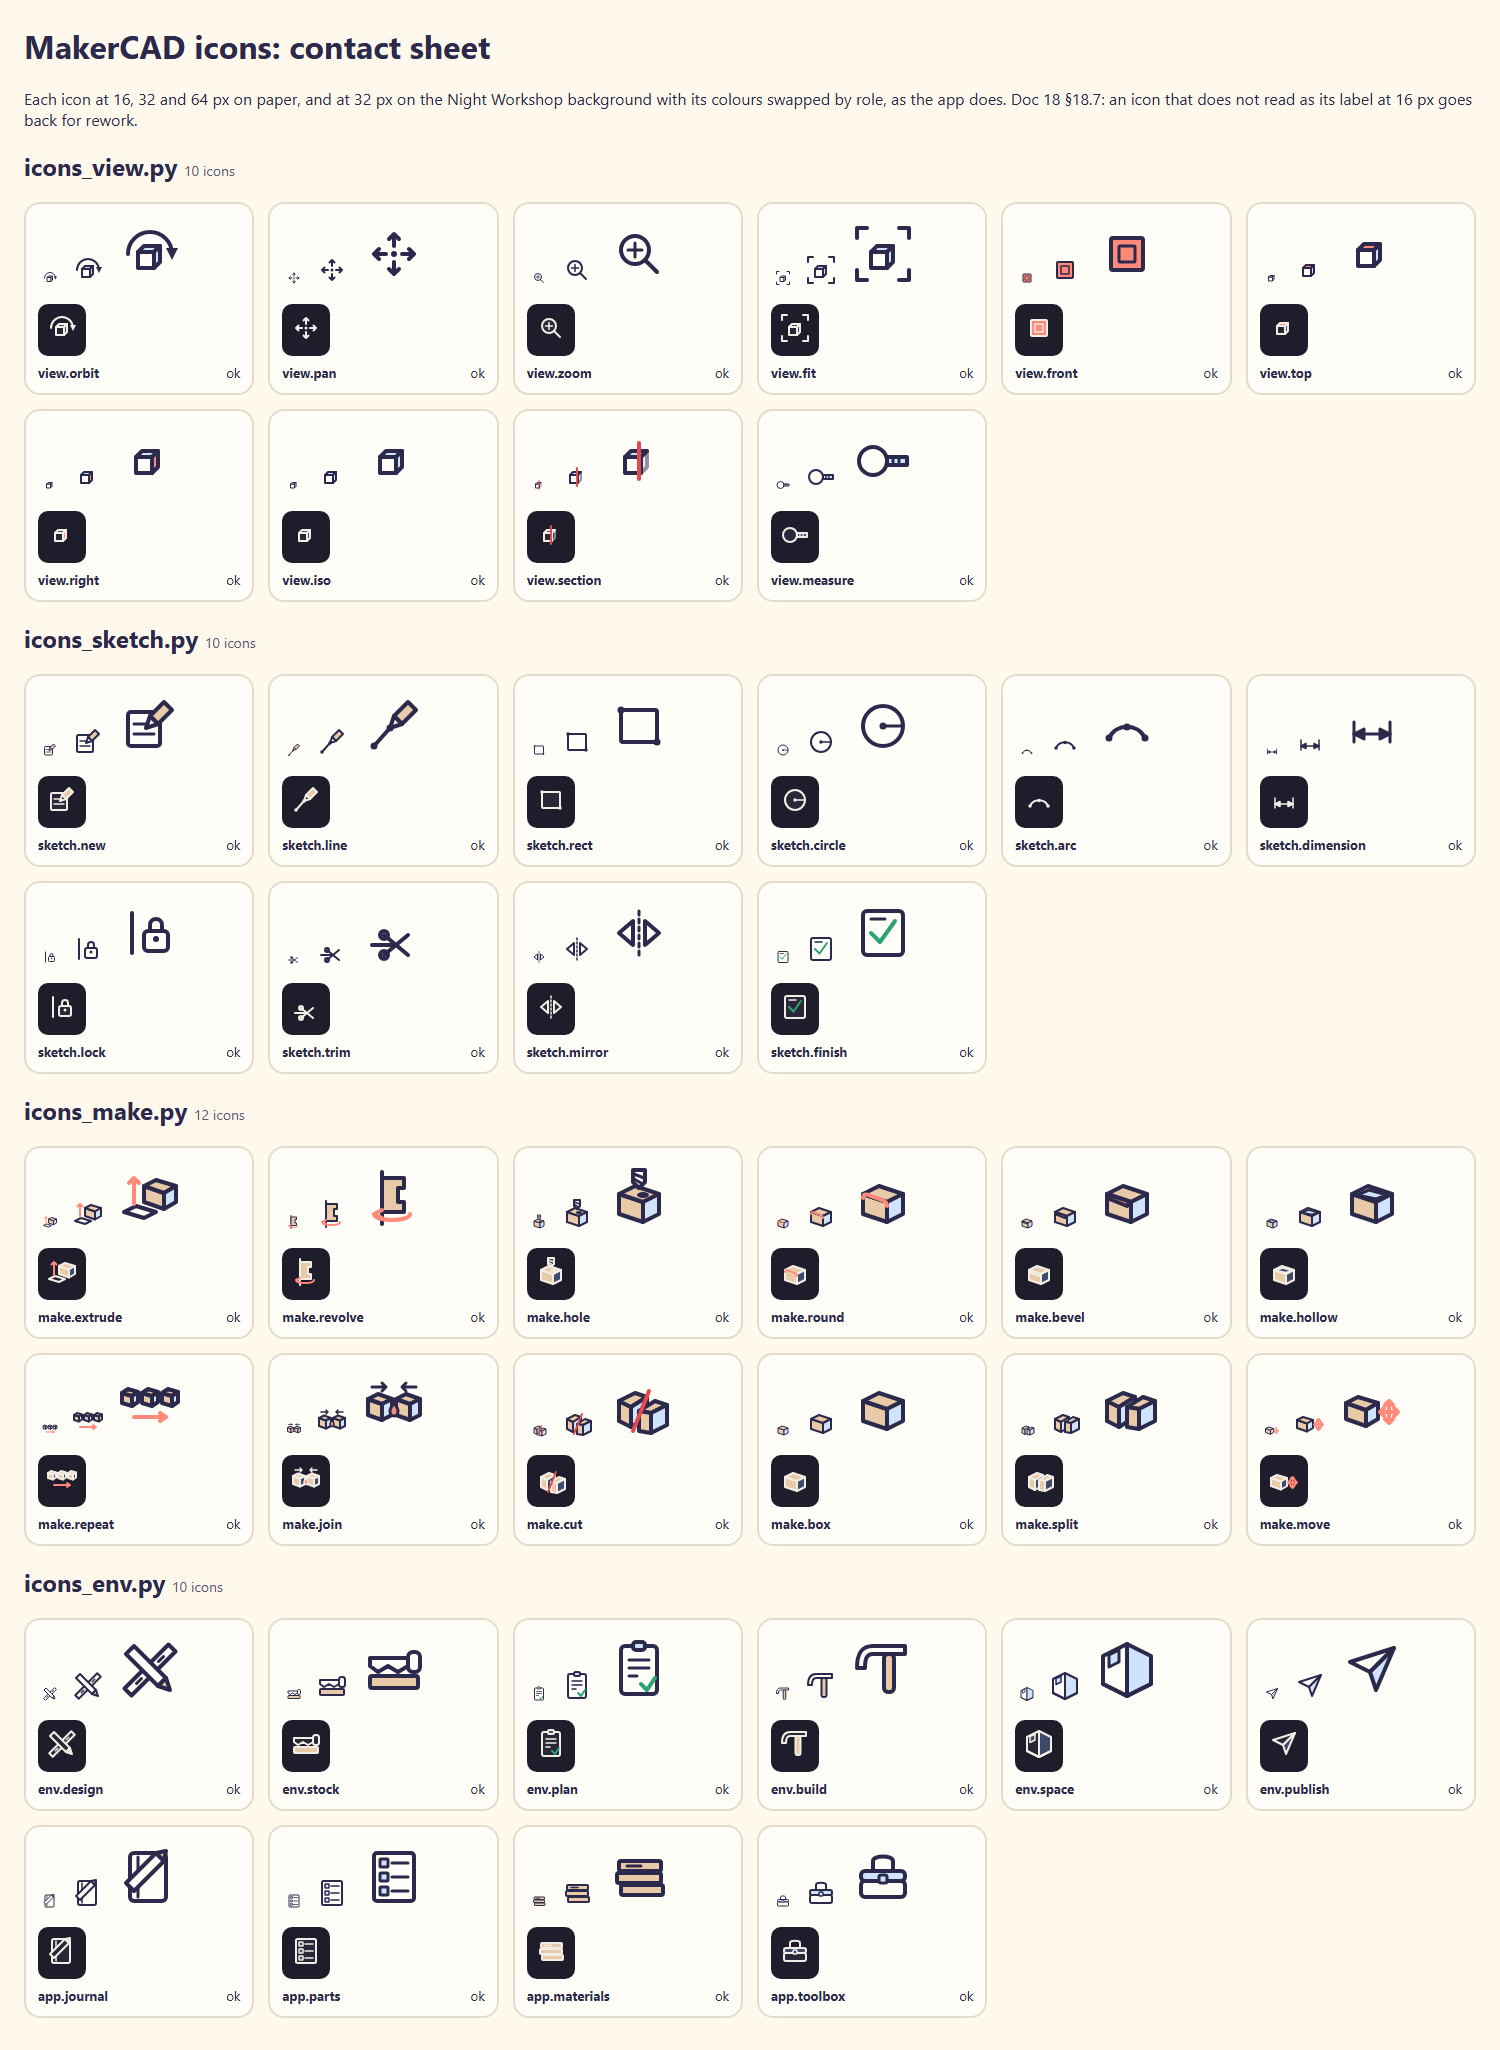 MakerCAD icons: contact sheet
Each icon at 16, 32 and 64 px on paper, and at 32 px on the Night Workshop background with its colours swapped by role, as the app does. Doc 18 §18.7: an icon that does not read as its label at 16 px goes
back for rework.
icons_view.py 10 icons
view.orbit ok view.pan ok view.zoom ok view.fit ok view.front ok view.top ok
view.right ok view.iso ok view.section ok view.measure ok
icons_sketch.py 10 icons
sketch.new ok sketch.line ok sketch.rect ok sketch.circle ok sketch.arc ok sketch.dimension ok
sketch.lock ok sketch.trim ok sketch.mirror ok sketch.finish ok
icons_make.py 12 icons
make.extrude ok make.revolve ok make.hole ok make.round ok make.bevel ok make.hollow ok
make.repeat ok make.join ok make.cut ok make.box ok make.split ok make.move ok
icons_env.py 10 icons
env.design ok env.stock ok env.plan ok env.build ok env.space ok env.publish ok
app.journal ok app.parts ok app.materials ok app.toolbox ok